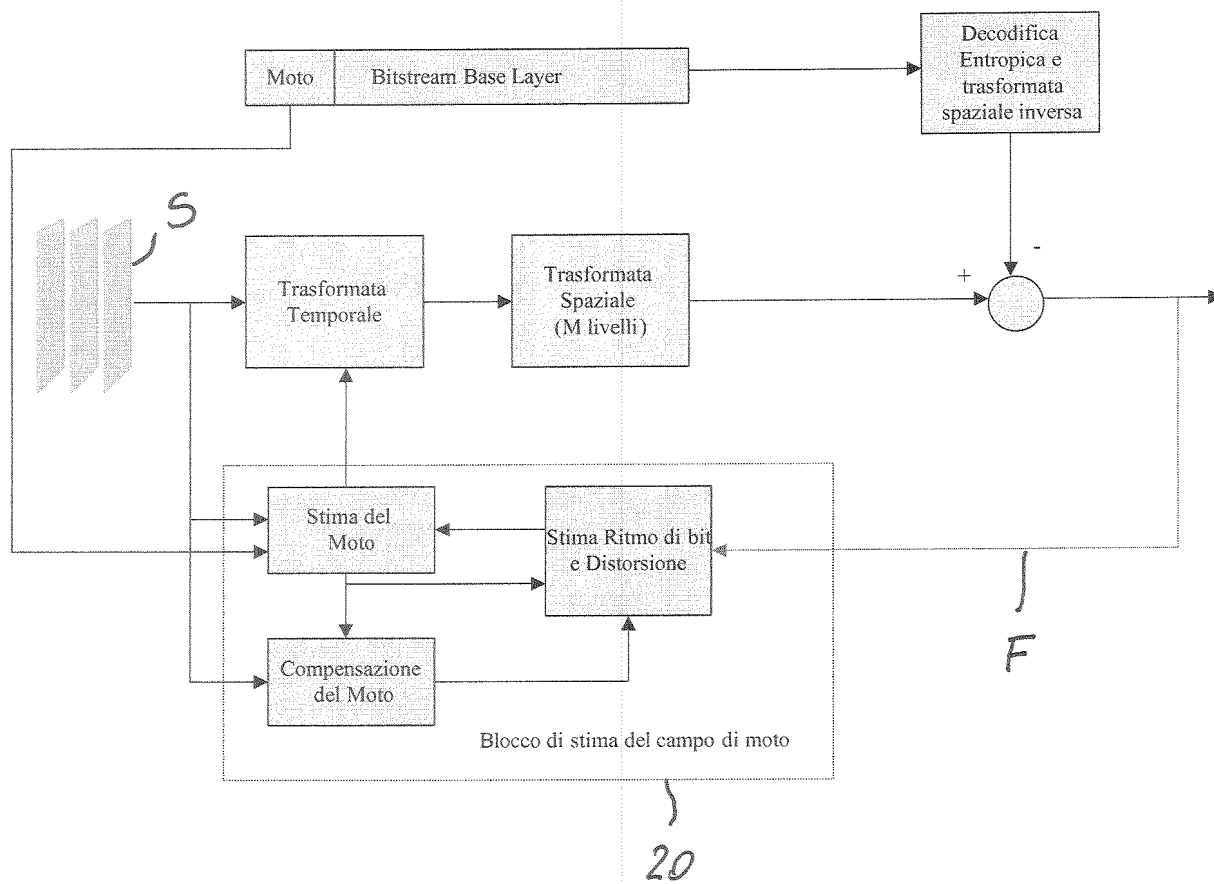 Decodifica
Entropica e
trasformata
spaziale inversa
Moto
Bitstream Base Layer
S
-
+
Trasformata
Temporale
Trasformata
Spaziale
(M livelli)
Stima del
Moto
Stima Ritmo di bit
e Distorsione
F
Compensazione
del Moto
Blocco di stima del campo di moto
20